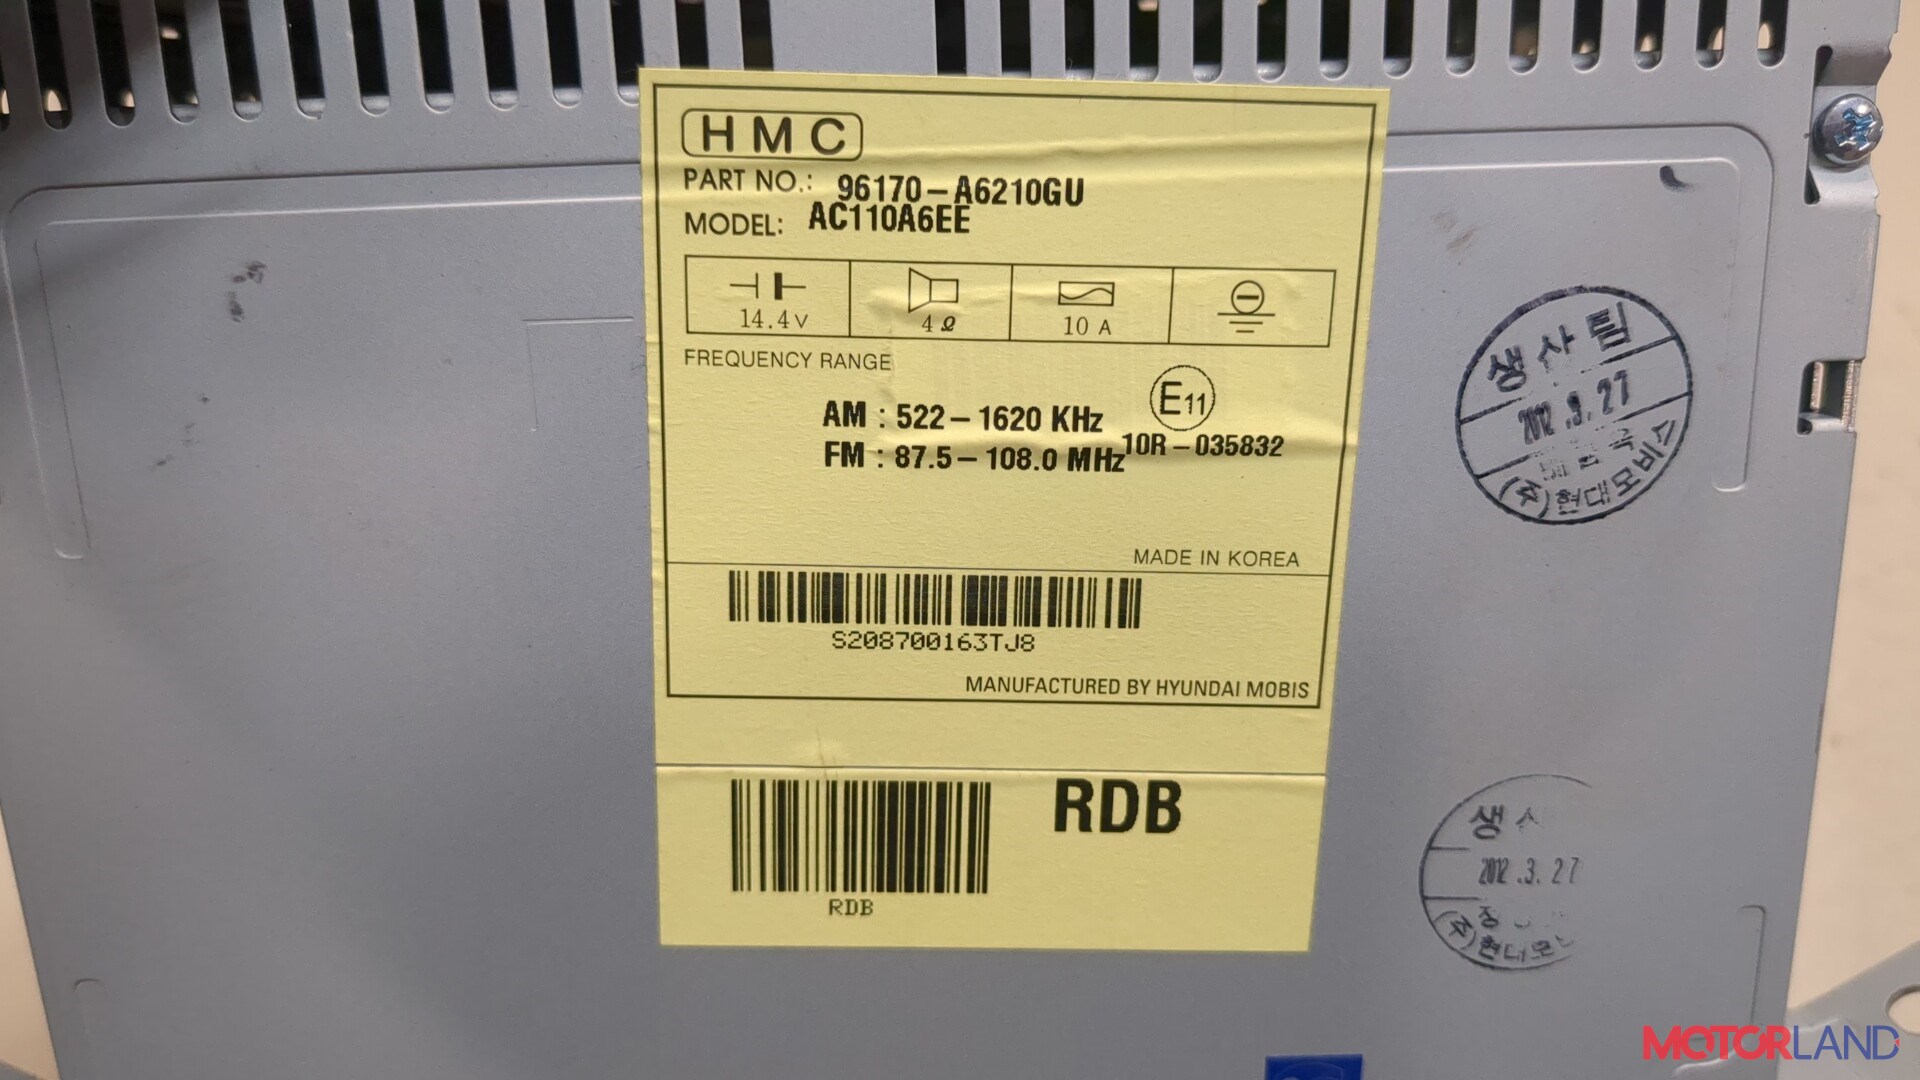 HMC
PART NO.: 96170-A6210GU
MODEL: AC110A6EE
14.4V
4Ω
10 A
FREQUENCY RANGE
AM : 522-1620 KHz
FM : 87.5-108.0 MHz
E11
10R-035832
MADE IN KOREA
S208700163TJ8
MANUFACTURED BY HYUNDAI MOBIS
RDB
RDB
생산팀
2012.3.27
(주)현대모비스
2012.3.27
MOTORLAND